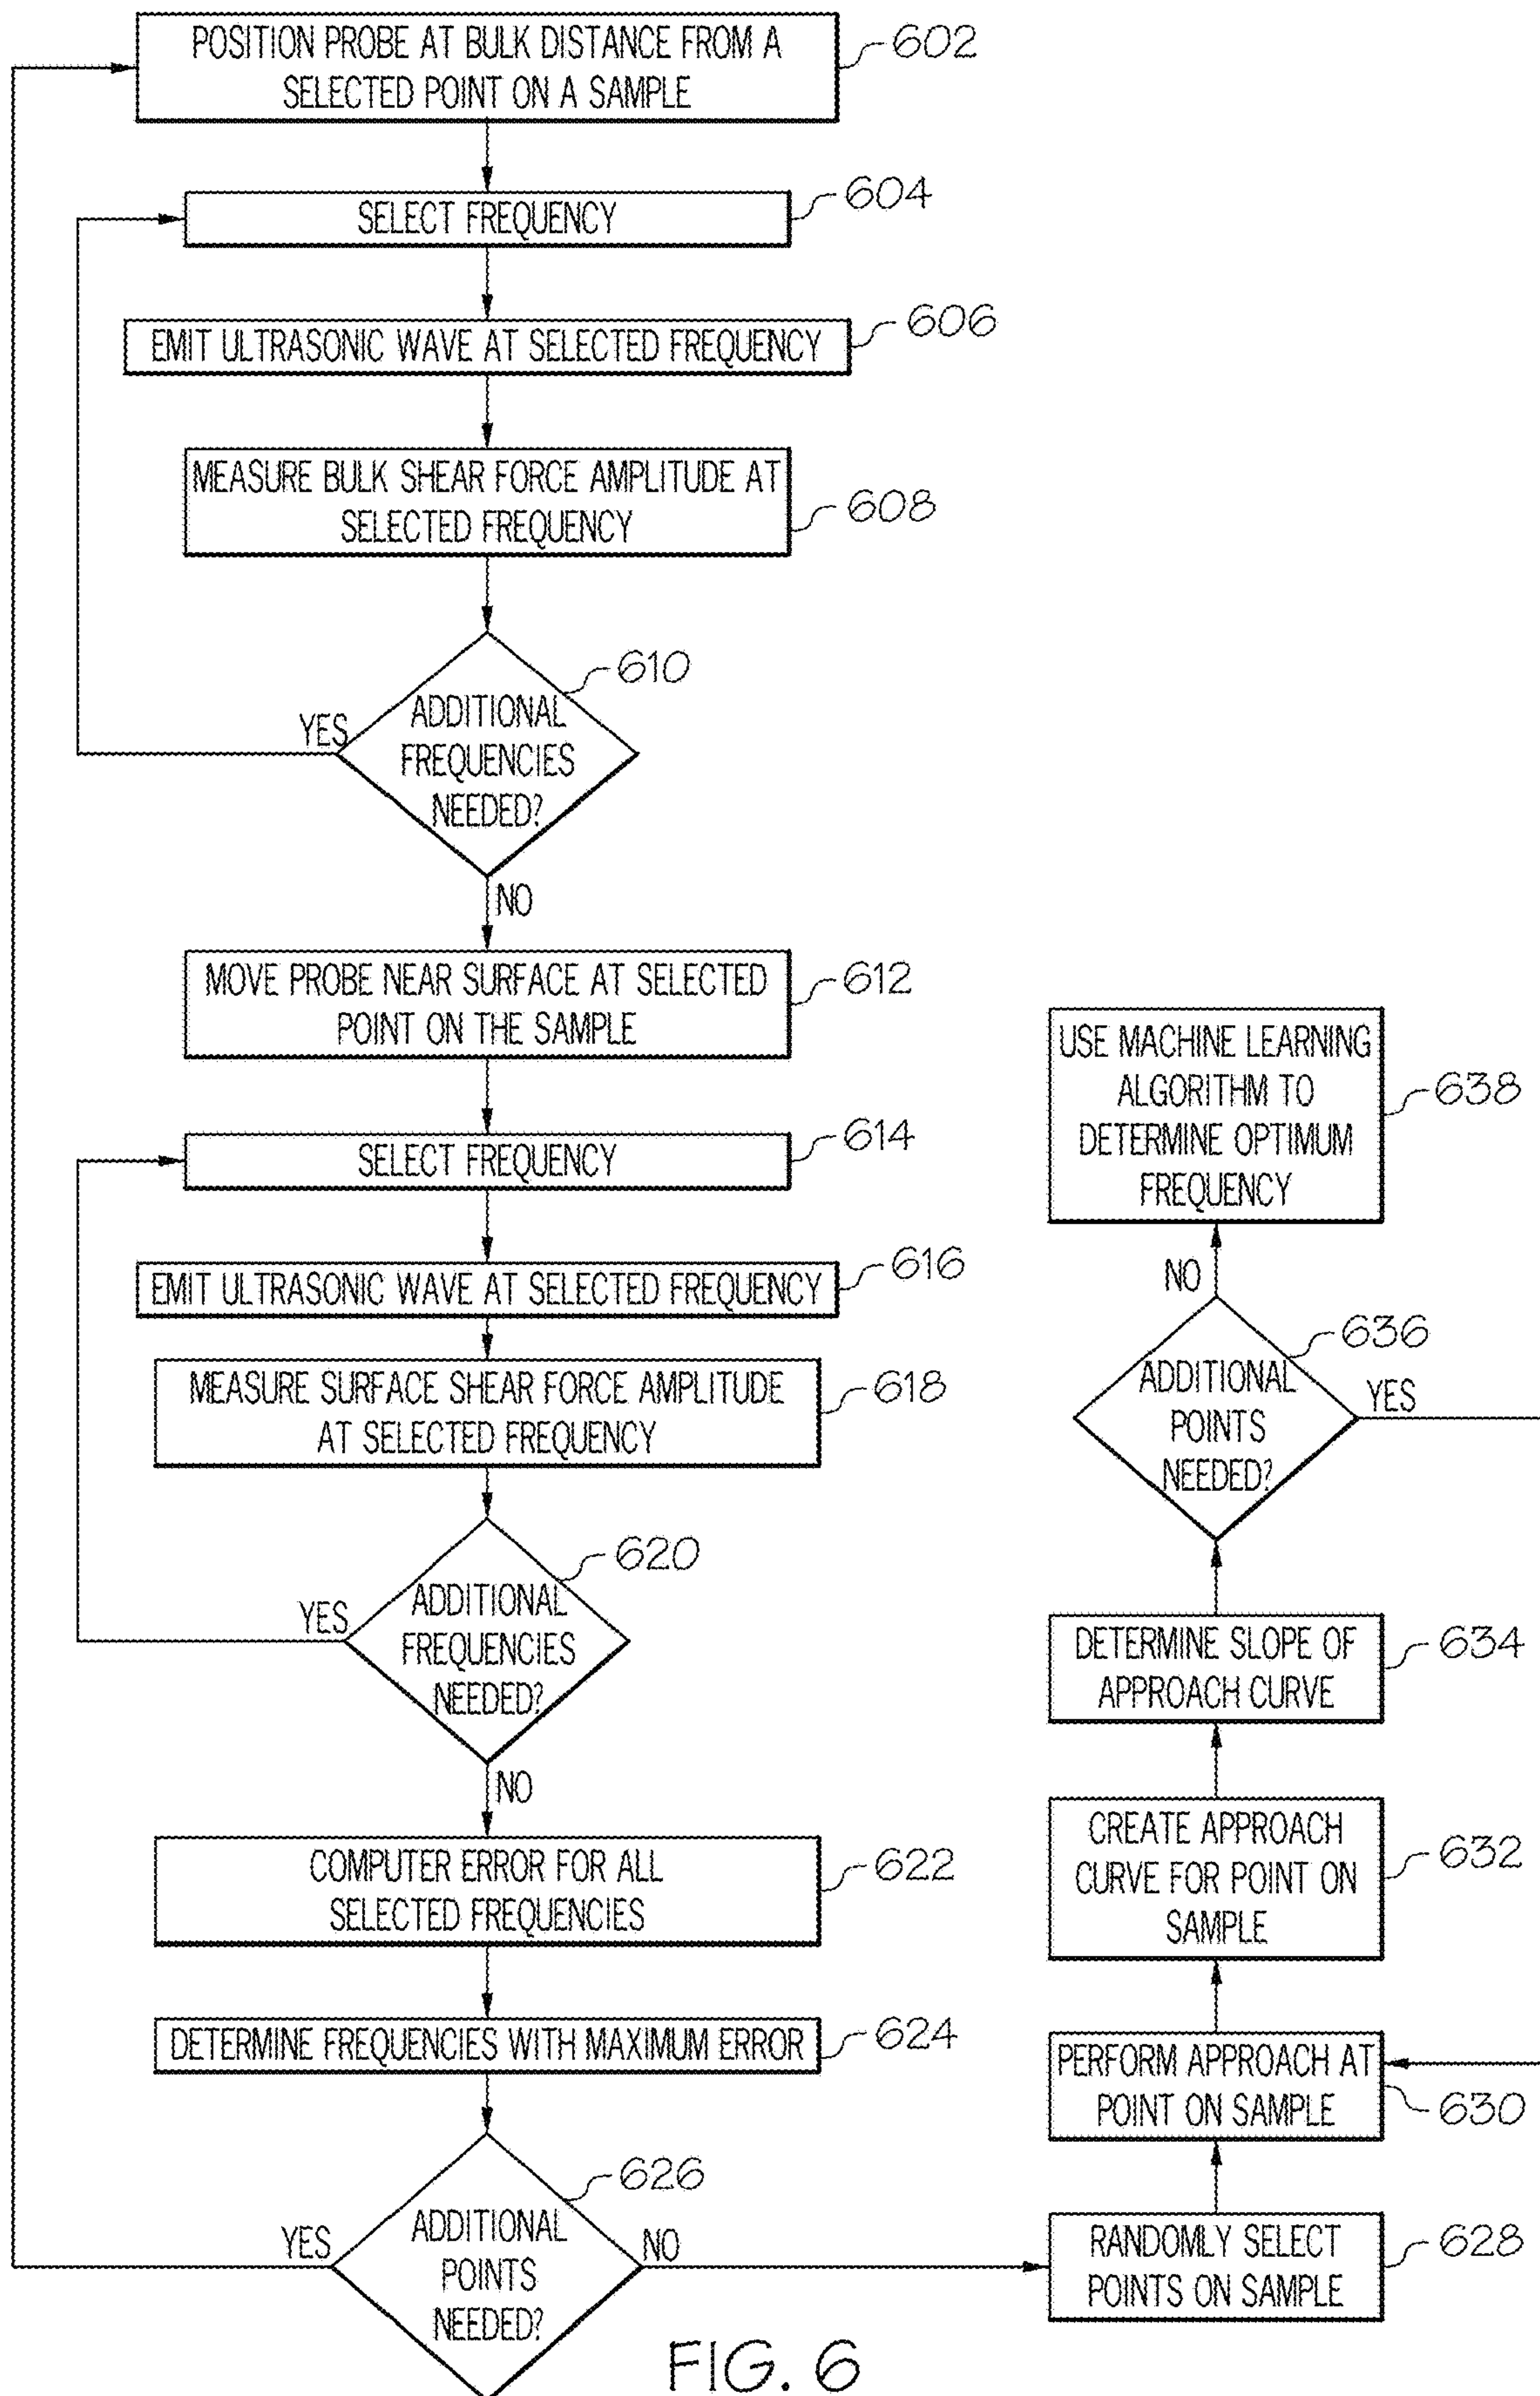 POSITION PROBE AT BULK DISTANCE FROM A
SELECTED POINT ON A SAMPLE
602
SELECT FREQUENCY
604
EMIT ULTRASONIC WAVE AT SELECTED FREQUENCY
606
MEASURE BULK SHEAR FORCE AMPLITUDE AT
SELECTED FREQUENCY
608
ADDITIONAL
FREQUENCIES
NEEDED?
610
YES
NO
MOVE PROBE NEAR SURFACE AT SELECTED
POINT ON THE SAMPLE
612
SELECT FREQUENCY
614
EMIT ULTRASONIC WAVE AT SELECTED FREQUENCY
616
MEASURE SURFACE SHEAR FORCE AMPLITUDE
AT SELECTED FREQUENCY
618
ADDITIONAL
FREQUENCIES
NEEDED?
620
YES
NO
COMPUTER ERROR FOR ALL
SELECTED FREQUENCIES
622
DETERMINE FREQUENCIES WITH MAXIMUM ERROR
624
ADDITIONAL
POINTS
NEEDED?
626
YES
NO
RANDOMLY SELECT
POINTS ON SAMPLE
628
PERFORM APPROACH AT
POINT ON SAMPLE
630
CREATE APPROACH
CURVE FOR POINT ON
SAMPLE
632
DETERMINE SLOPE OF
APPROACH CURVE
634
ADDITIONAL
POINTS
NEEDED?
636
YES
NO
USE MACHINE LEARNING
ALGORITHM TO
DETERMINE OPTIMUM
FREQUENCY
638
FIG. 6